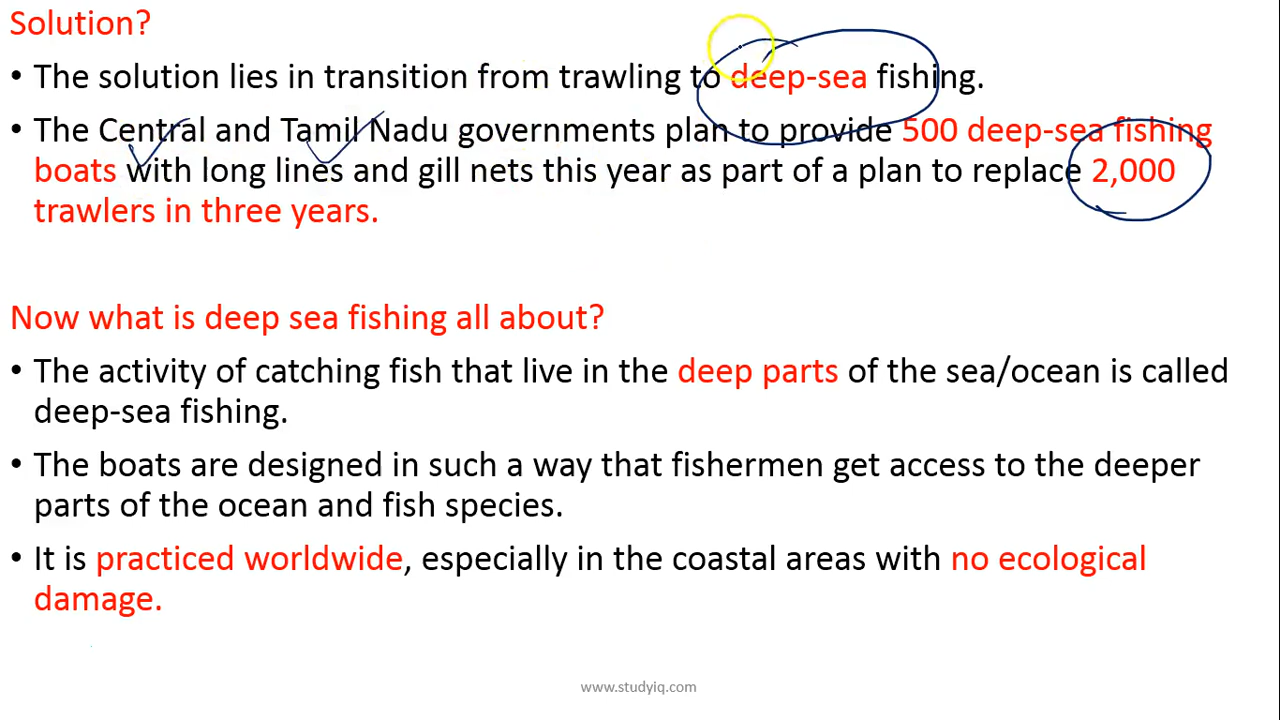 Solution?
• The solution lies in transition from trawling to deep-sea fishing.
• The Central and Tamil Nadu governments plan to provide 500 deep-sea fishing
boats with long lines and gill nets this year as part of a plan to replace 2,000
trawlers in three years.
Now what is deep sea fishing all about?
• The activity of catching fish that live in the deep parts of the sea/ocean is called
deep-sea fishing.
• The boats are designed in such a way that fishermen get access to the deeper
parts of the ocean and fish species.
• It is practiced worldwide, especially in the coastal areas with no ecological
damage.
www.studyiq.com